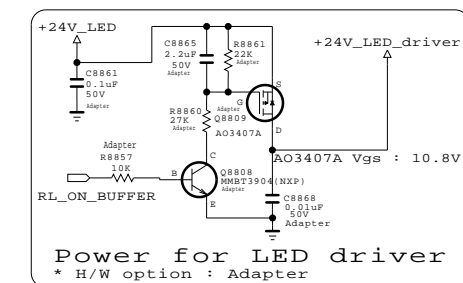 +24V_LED
C8865
2.2uF
50V
Adapter
R8861
22K
Adapter
+24V_LED_driver
C8861
0.1uF
50V
Adapter
S
G
D
Adapter
Q8809
AO3407A
R8860
27K
Adapter
AO3407A Vgs : 10.8V
Adapter
R8857
10K
RL_ON_BUFFER
B
C
E
Q8808
MMBT3904(NXP)
Adapter
C8868
0.01uF
50V
Adapter
Power for LED driver
* H/W option : Adapter